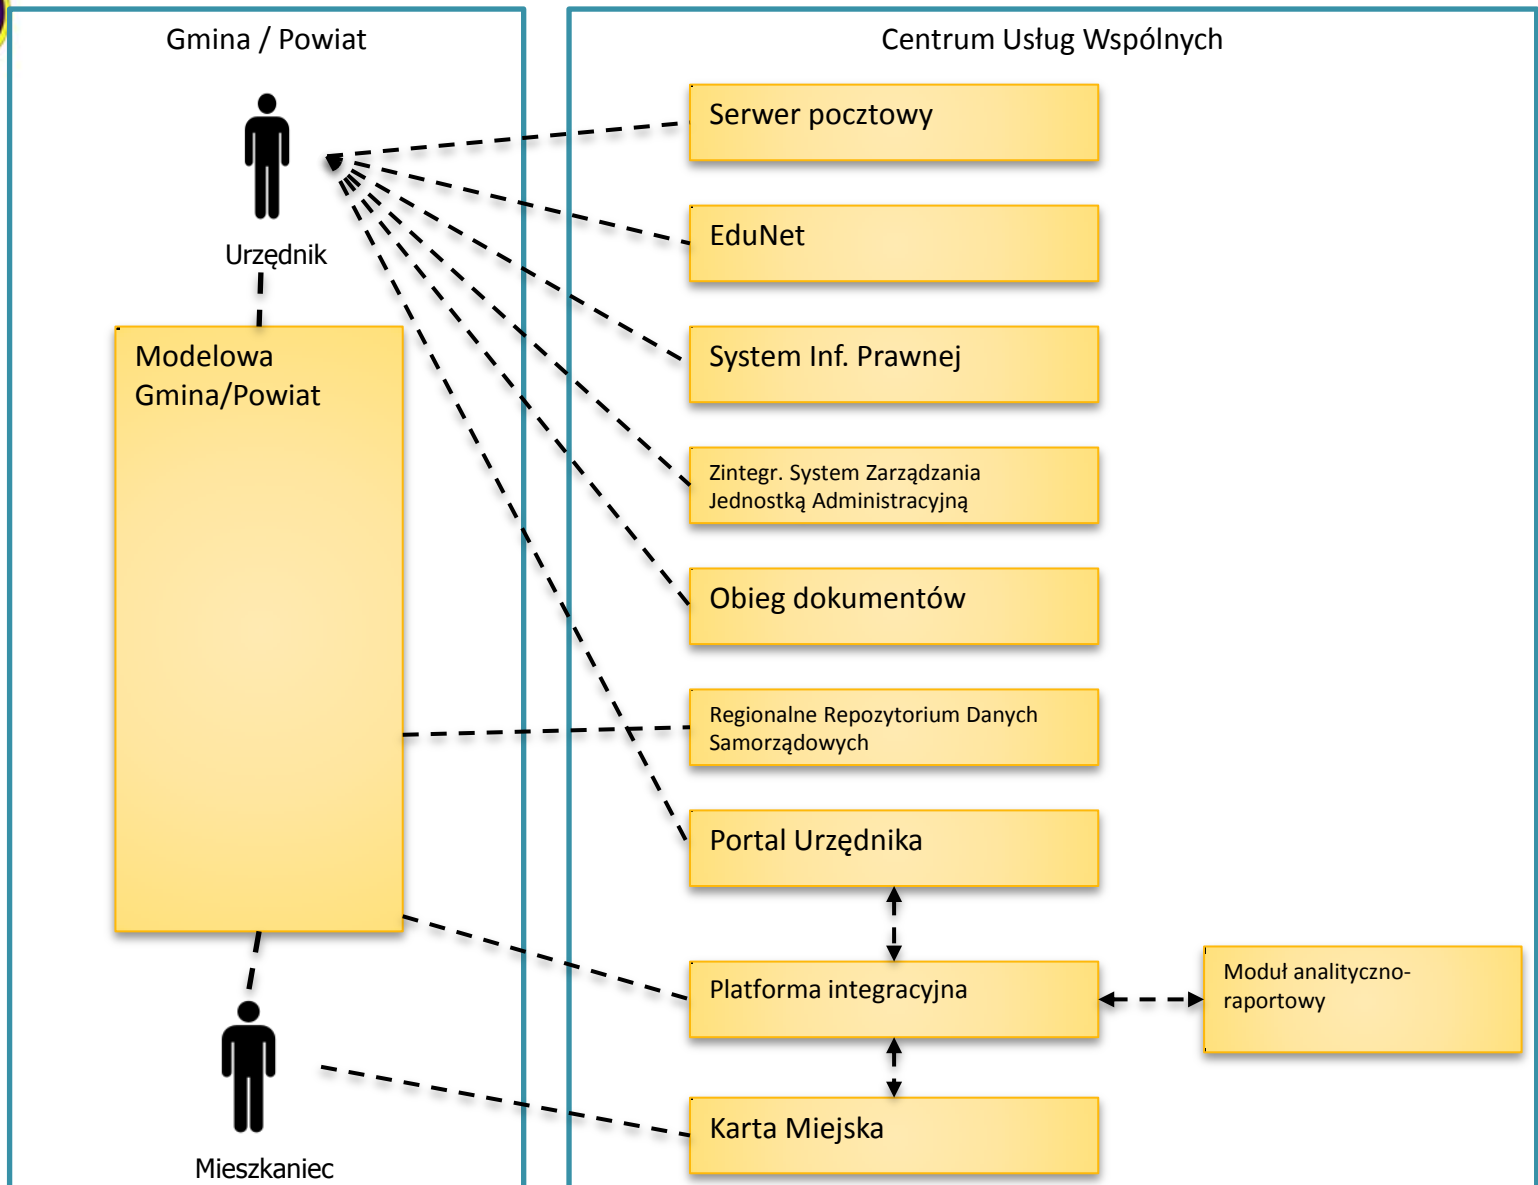 Gmina / Powiat
Urzędnik
Modelowa
Gmina/Powiat
Mieszkaniec
Centrum Usług Wspólnych
Serwer pocztowy
EduNet
System Inf. Prawnej
Zintegr. System Zarządzania
Jednostką Administracyjną
Obieg dokumentów
Regionalne Repozytorium Danych
Samorządowych
Portal Urzędnika
Platforma integracyjna
Moduł analityczno-
raportowy
Karta Miejska